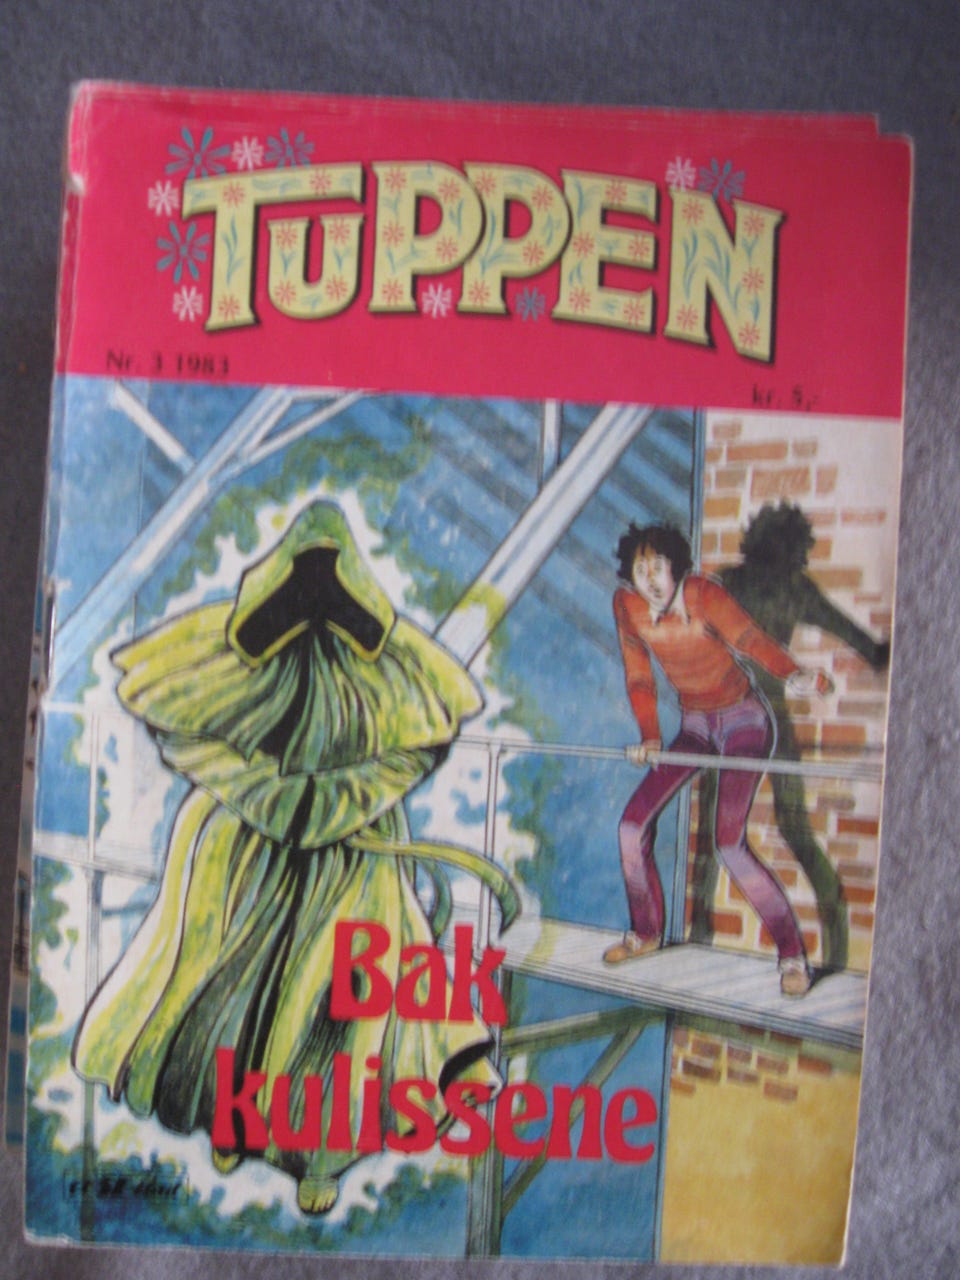 TUPPEN
Nr. 3 1983
kr. 5,-
Bak
kulissene